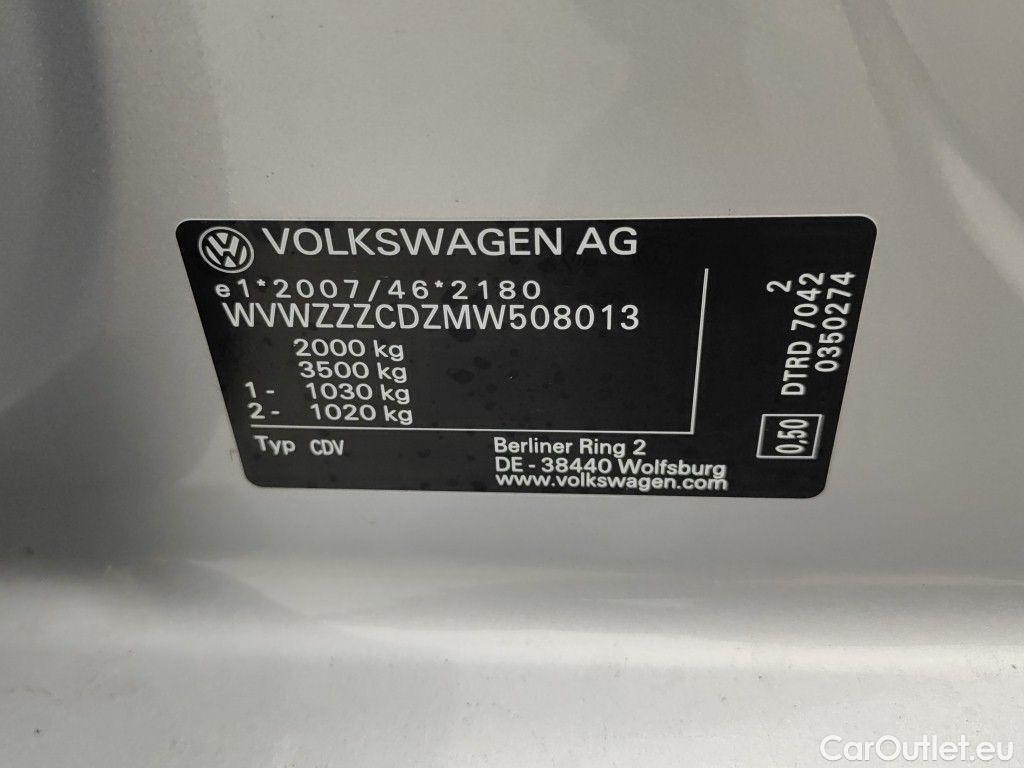 VOLKSWAGEN AG
e1*2007/46*2180
WVWZZZCDZMW508013
2000 kg
3500 kg
1- 1030 kg
2- 1020 kg
Typ CDV
Berliner Ring 2
DE - 38440 Wolfsburg
www.volkswagen.com
2
DTRD 7042
0350274
0,50
CarOutlet.eu